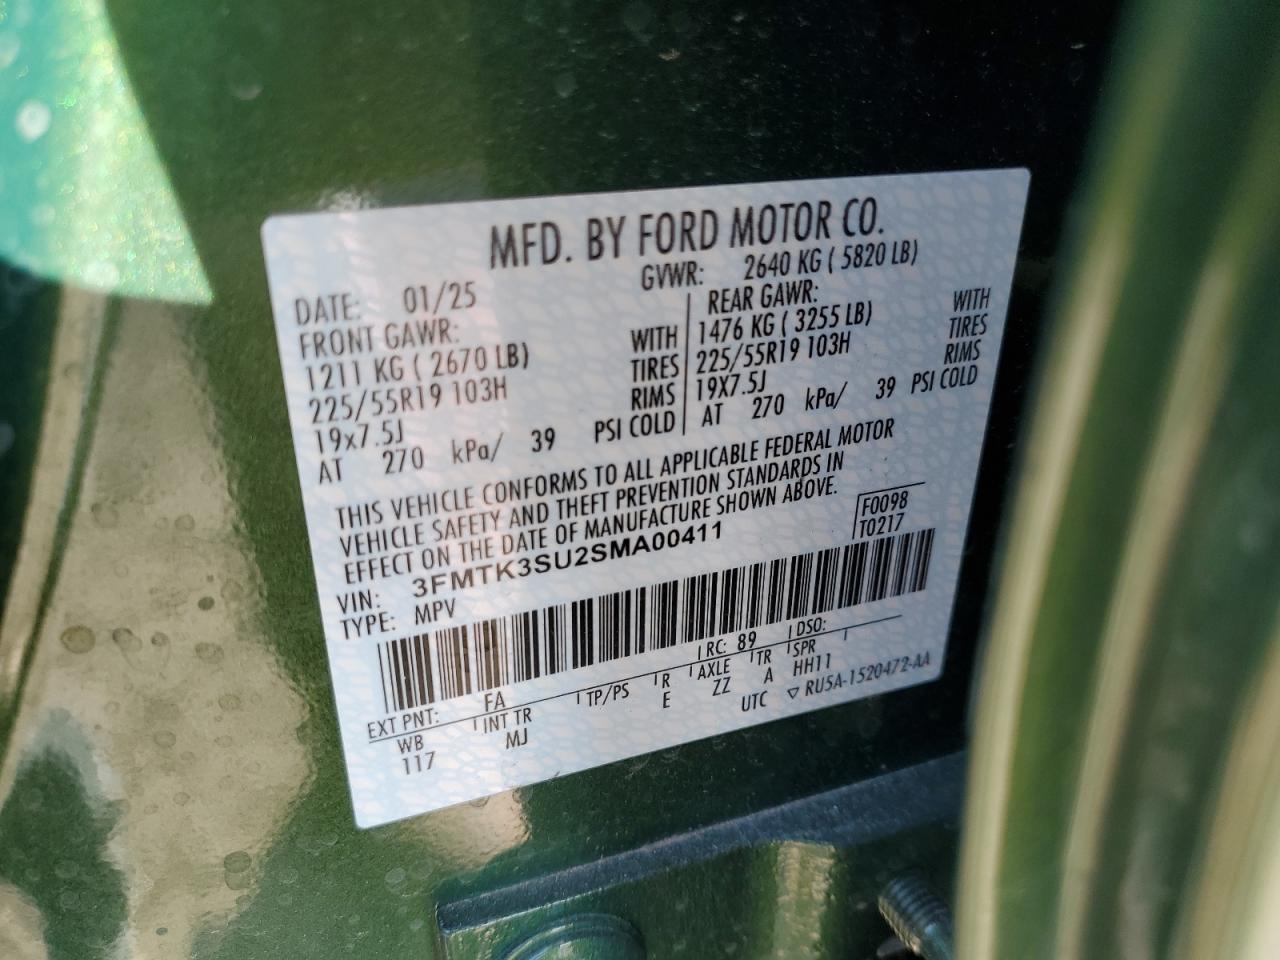 MFD. BY FORD MOTOR CO.
DATE: 01/25 GVWR: 2640 KG ( 5820 LB)
FRONT GAWR: REAR GAWR:
1211 KG ( 2670 LB) WITH 1476 KG ( 3255 LB) WITH
225/55R19 103H TIRES 225/55R19 103H TIRES
19x7.5J RIMS 19X7.5J RIMS
AT 270 kPa/ 39 PSI COLD AT 270 kPa/ 39 PSI COLD
THIS VEHICLE CONFORMS TO ALL APPLICABLE FEDERAL MOTOR
VEHICLE SAFETY AND THEFT PREVENTION STANDARDS IN
EFFECT ON THE DATE OF MANUFACTURE SHOWN ABOVE.
VIN: 3FMTK3SU2SMA00411 F0098
TYPE: MPV T0217
EXT PNT: FA RC: 89 DSO:
WB INT TR TP/PS R AXLE TR SPR
117 MJ E ZZ A HH11
UTC ▽ RU5A-1520472-AA